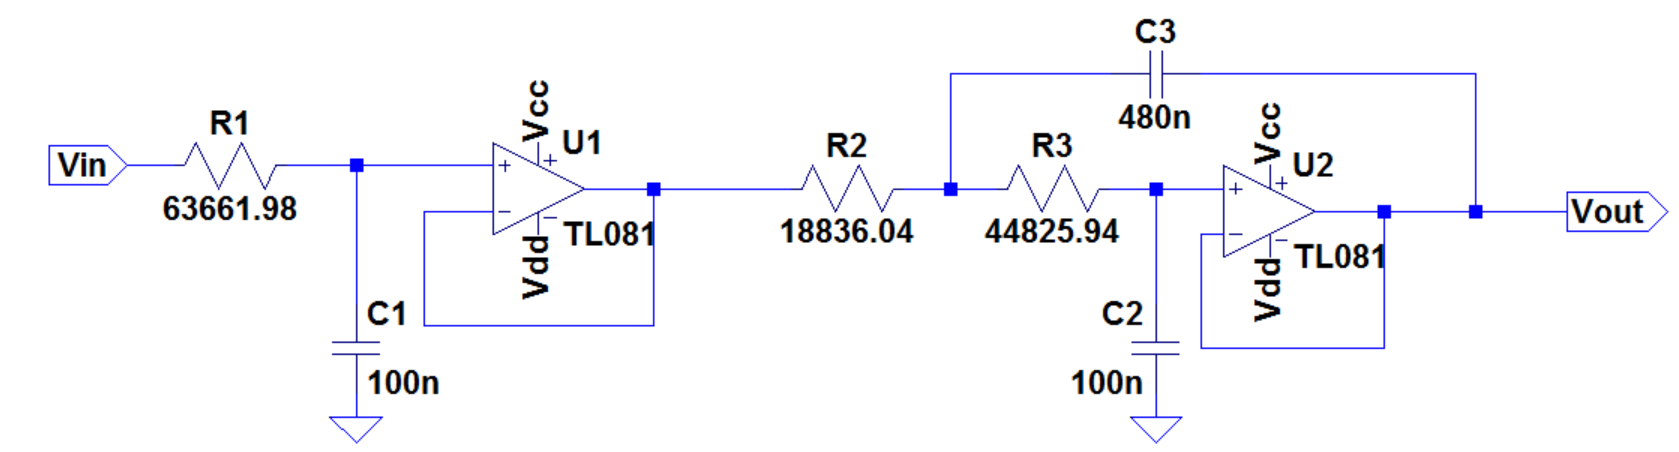 C3
480n
R1
Vcc
+
U1
R2
R3
Vcc
+
U2
Vin
+
+
63661.98
−
−
18836.04
44825.94
−
−
Vout
TL081
TL081
Vdd
Vdd
C1
C2
100n
100n